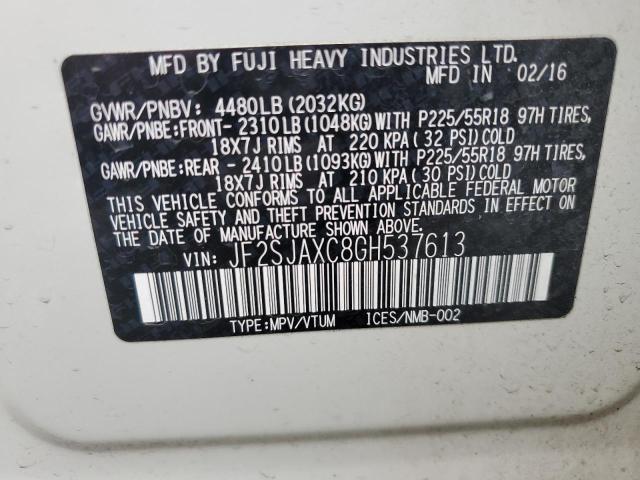 MFD BY FUJI HEAVY INDUSTRIES LTD.
MFD IN 02/16
GVWR/PNBV: 4480LB(2032KG)
GAWR/PNBE:FRONT- 2310LB(1048KG)WITH P225/55R18 97H TIRES,
18X7J RIMS AT 220 KPA(32 PSI)COLD
GAWR/PNBE:REAR - 2410LB(1093KG)WITH P225/55R18 97H TIRES,
18X7J RIMS AT 210 KPA(30 PSI)COLD
THIS VEHICLE CONFORMS TO ALL APPLICABLE FEDERAL MOTOR
VEHICLE SAFETY AND THEFT PREVENTION STANDARDS IN EFFECT ON
THE DATE OF MANUFACTURE SHOWN ABOVE.
VIN: JF2SJAXC8GH537613
TYPE:MPV/VTUM ICES/NMB-002